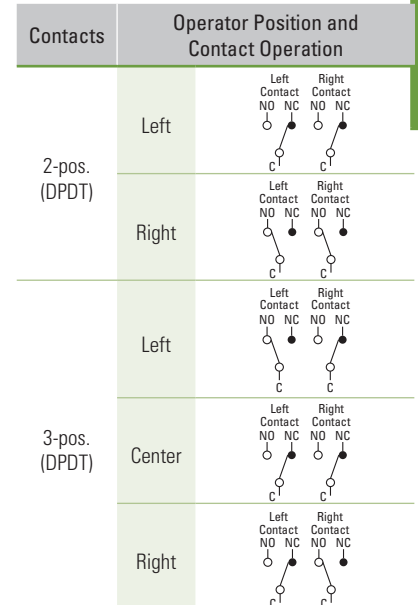 Contacts
Operator Position and
Contact Operation
2-pos.
(DPDT)
Left
Left Right
Contact Contact
NO NC NO NC
C C
Right
Left Right
Contact Contact
NO NC NO NC
C C
3-pos.
(DPDT)
Left
Left Right
Contact Contact
NO NC NO NC
C C
Center
Left Right
Contact Contact
NO NC NO NC
C C
Right
Left Right
Contact Contact
NO NC NO NC
C C